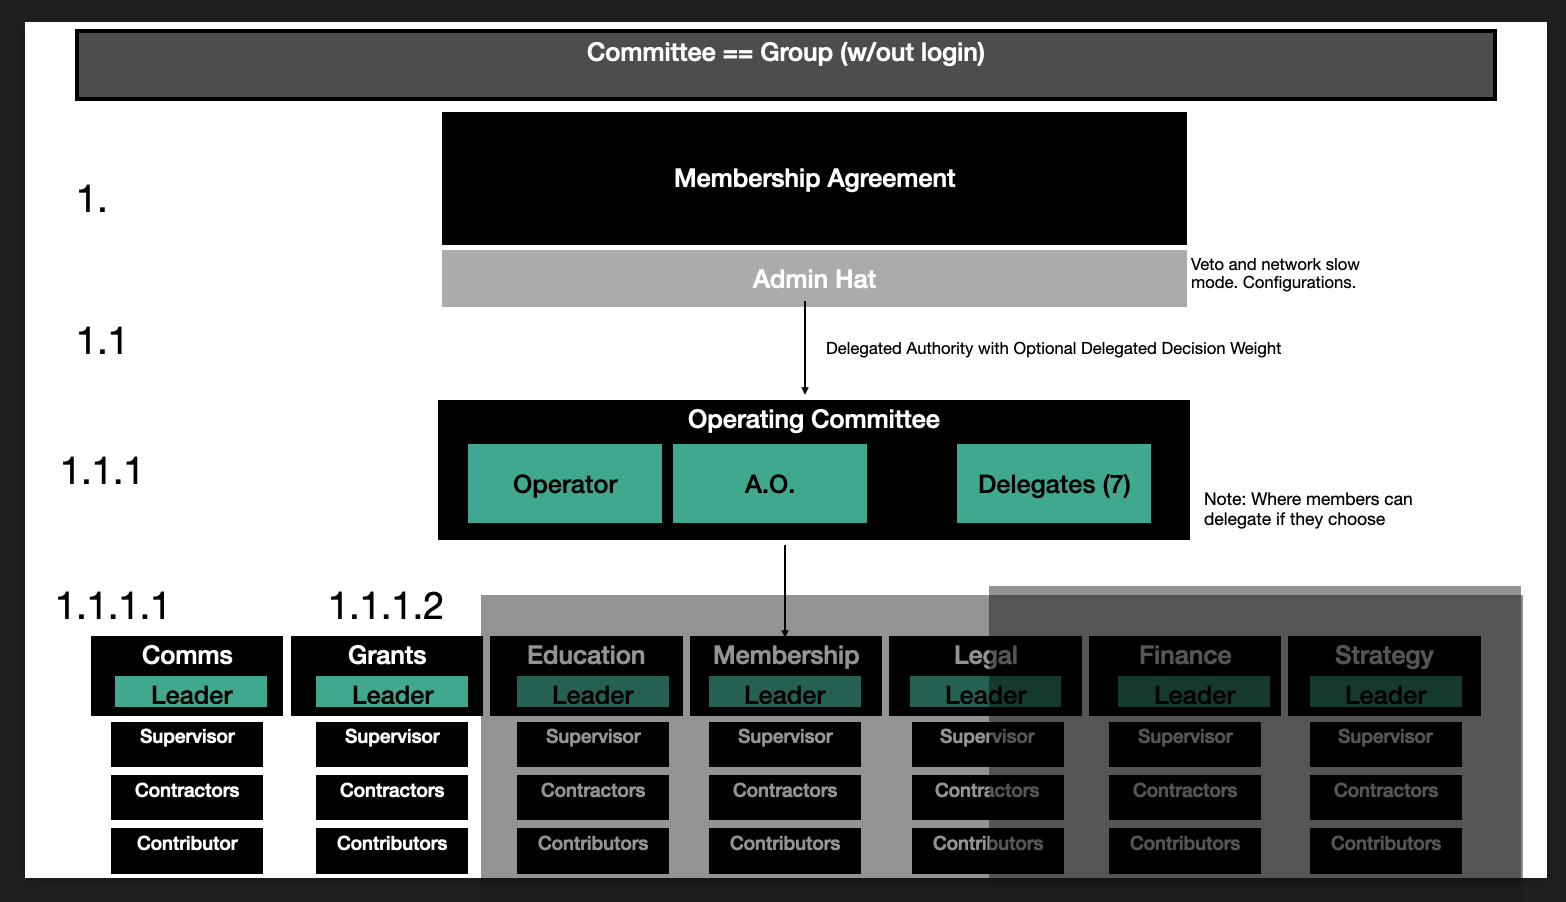 Committee == Group (w/out login)
1.
Membership Agreement
Admin Hat
Veto and network slow
mode. Configurations.
1.1
Delegated Authority with Optional Delegated Decision Weight
1.1.1
Operating Committee
Operator
A.O.
Delegates (7)
Note: Where members can
delegate if they choose
1.1.1.1
1.1.1.2
Comms
Grants
Education
Membership
Legal
Finance
Strategy
Leader
Leader
Leader
Leader
Leader
Leader
Leader
Supervisor
Supervisor
Supervisor
Supervisor
Supervisor
Supervisor
Supervisor
Contractors
Contractors
Contractors
Contractors
Contractors
Contractors
Contractors
Contributor
Contributors
Contributors
Contributors
Contributors
Contributors
Contributors